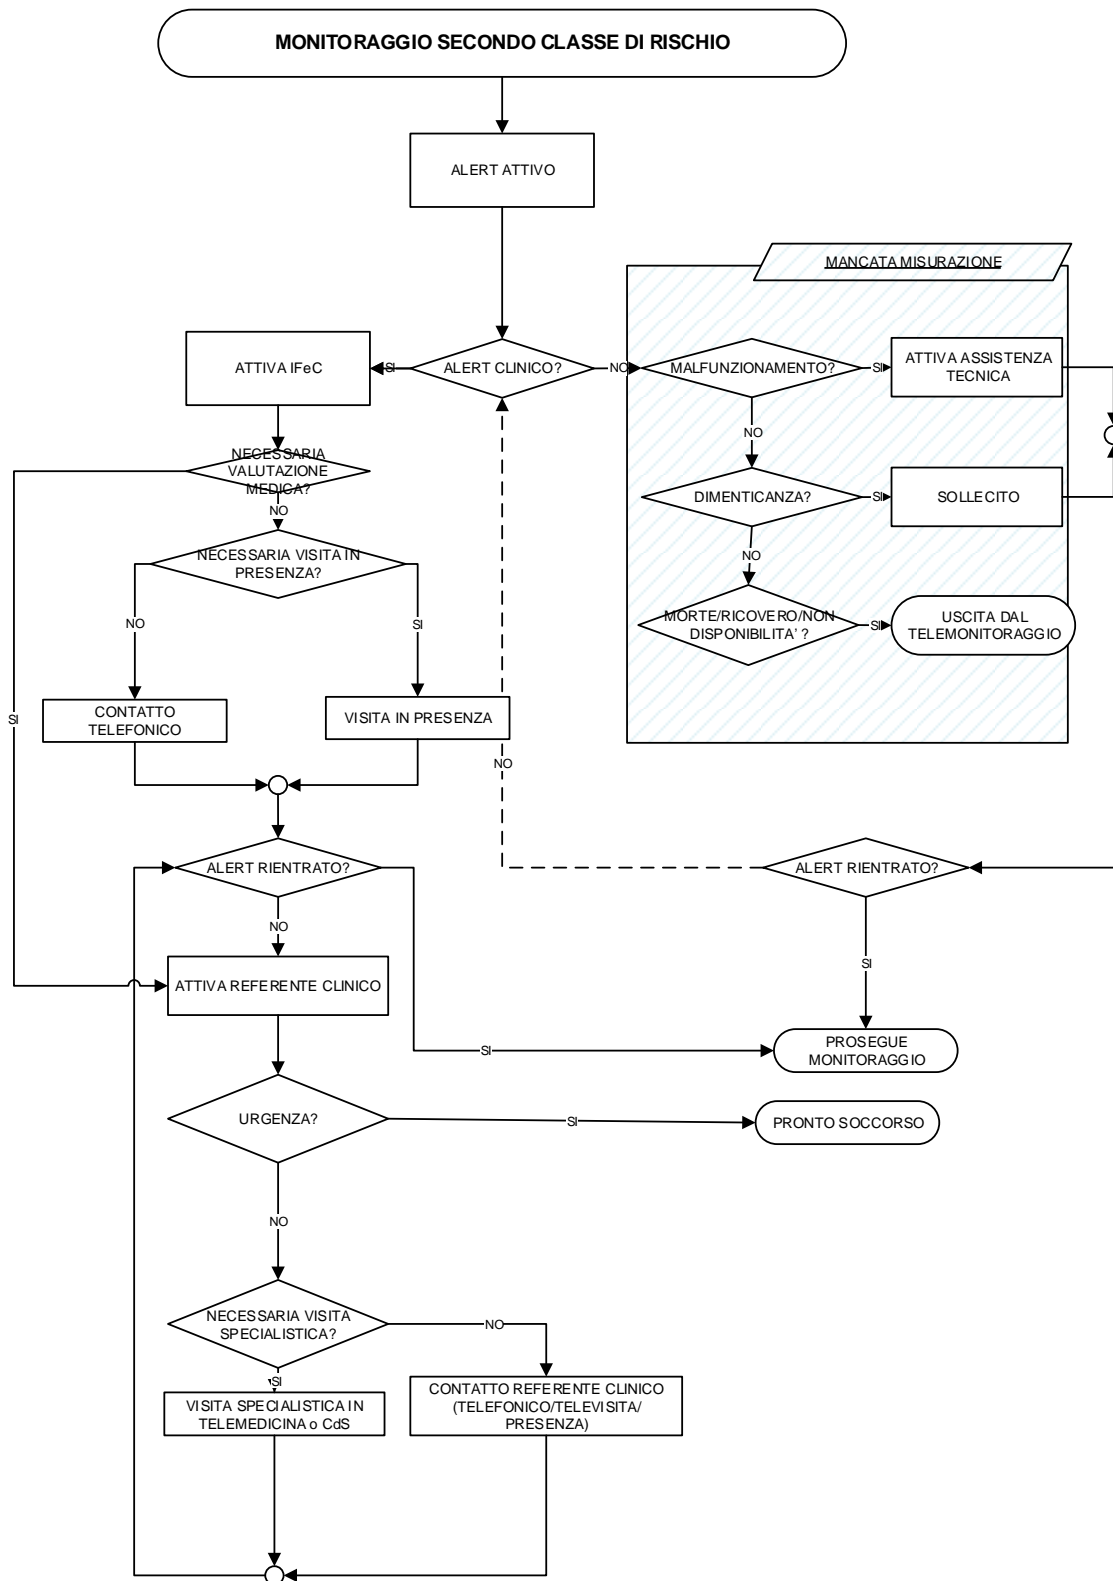 MONITORAGGIO SECONDO CLASSE DI RISCHIO
ALERT ATTIVO
MANCATA MISURAZIONE
ATTIVA IFeC
SI
ALERT CLINICO?
NO
MALFUNZIONAMENTO?
SI
ATTIVA ASSISTENZA
TECNICA
NO
NECESSARIA
VALUTAZIONE
MEDICA?
DIMENTICANZA?
SI
SOLLECITO
NO
NECESSARIA VISITA IN
PRESENZA?
NO
NO
SI
MORTE/RICOVERO/NON
DISPONIBILITA' ?
SI
USCITA DAL
TELEMONITORAGGIO
SI
CONTATTO
TELEFONICO
VISITA IN PRESENZA
NO
ALERT RIENTRATO?
ALERT RIENTRATO?
NO
SI
ATTIVA REFERENTE CLINICO
SI
PROSEGUE
MONITORAGGIO
URGENZA?
SI
PRONTO SOCCORSO
NO
NECESSARIA VISITA
SPECIALISTICA?
NO
SI
VISITA SPECIALISTICA IN
TELEMEDICINA o CdS
CONTATTO REFERENTE CLINICO
(TELEFONICO/TELEVISITA/
PRESENZA)